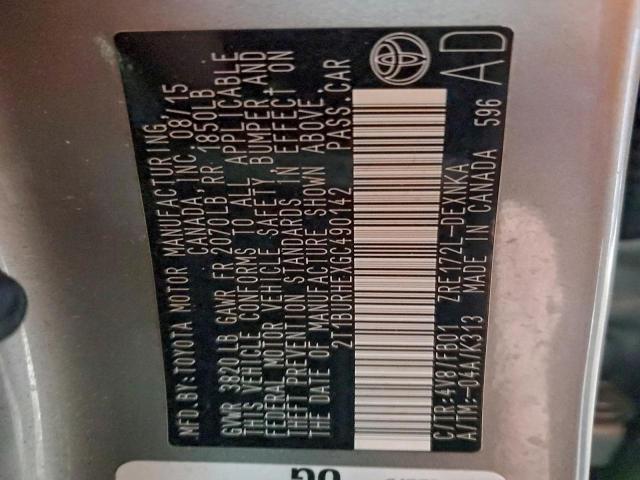 MFD.BY:TOYOTA MOTOR MANUFACTURING,
CANADA,INC 08/15
GVWR 3820LB GAWR FR 2020LB RR 1850LB
THIS VEHICLE CONFORMS TO ALL APPLICABLE
FEDERAL MOTOR VEHICLE SAFETY,BUMPER,AND
THEFT PREVENTION STANDARDS IN EFFECT ON
THE DATE OF MANUFACTURE SHOWN ABOVE.
2T1BURHEXGC490142 PASS.CAR
C/TR:4V8/FB01 ZRE172L-DEXNKA
A/TM:-04A/K313 MADE IN CANADA 596
AD